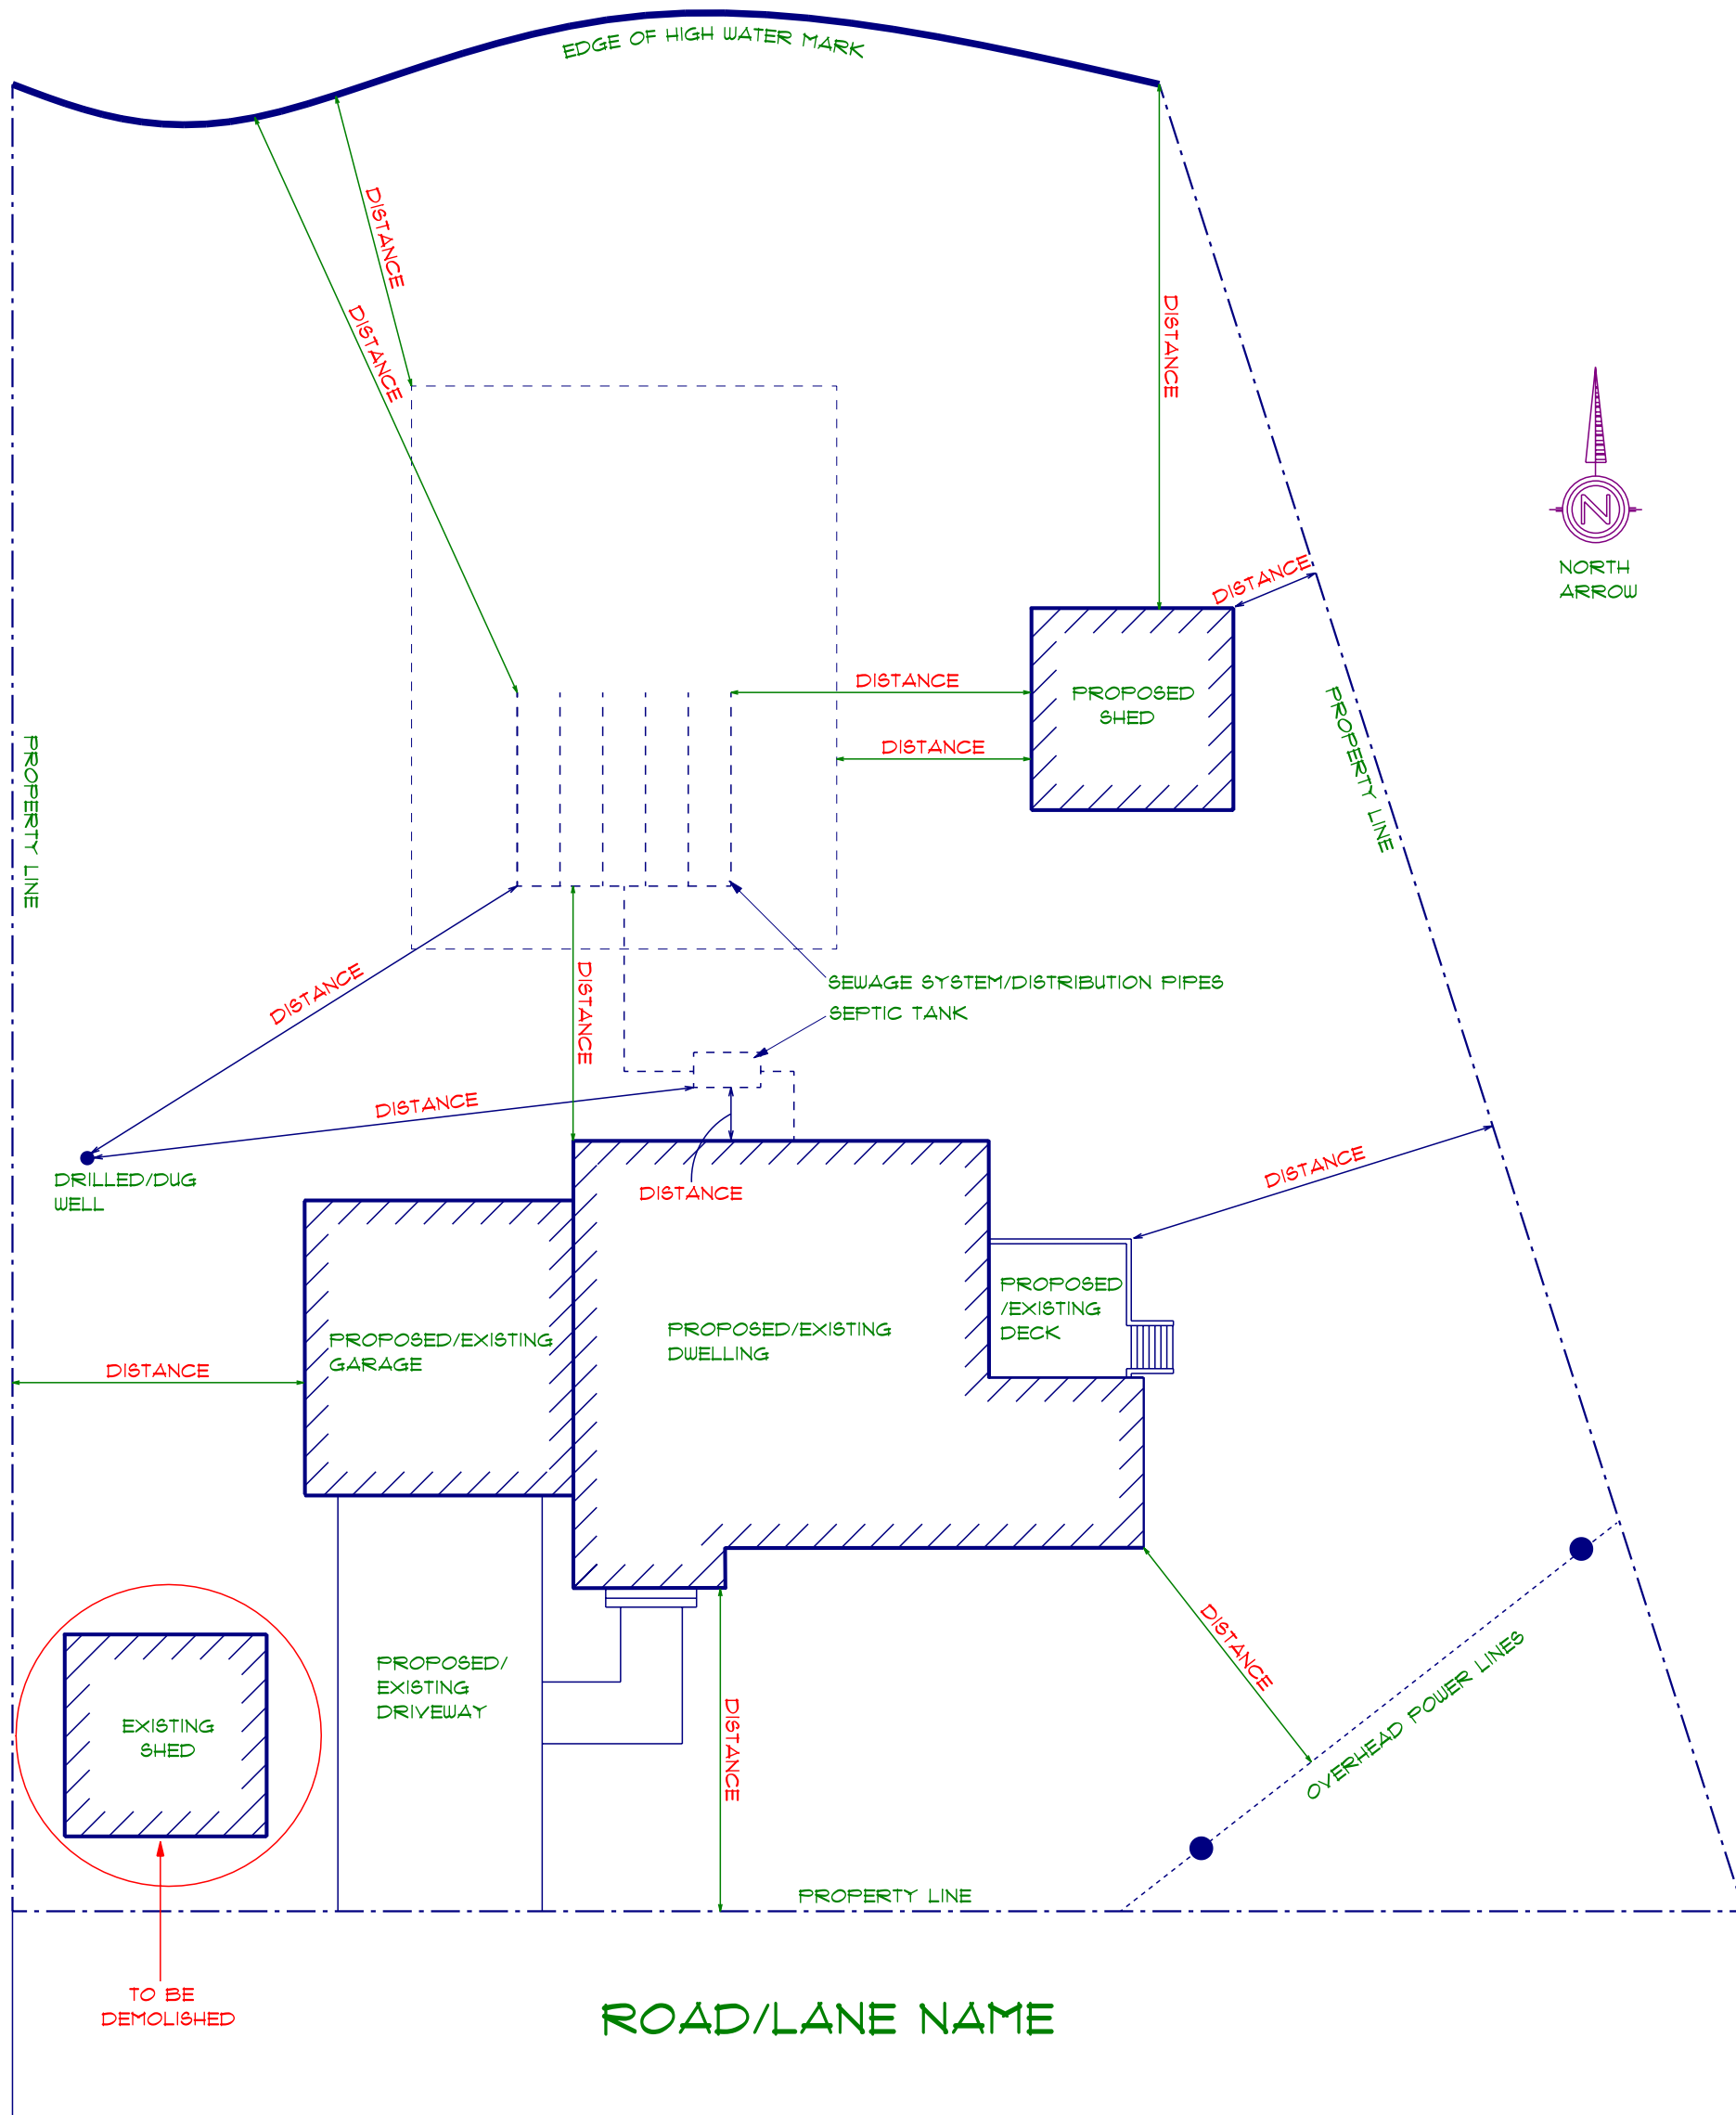 EDGE OF HIGH WATER MARK
DISTANCE
DISTANCE
DISTANCE
N
NORTH
ARROW
DISTANCE
DISTANCE
PROPOSED
SHED
DISTANCE
PROPERTY LINE
PROPERTY LINE
DISTANCE
DISTANCE
SEWAGE SYSTEM/DISTRIBUTION PIPES
SEPTIC TANK
DISTANCE
DRILLED/DUG
WELL
DISTANCE
DISTANCE
PROPOSED
/EXISTING
DECK
PROPOSED/EXISTING
GARAGE
PROPOSED/EXISTING
DWELLING
DISTANCE
DISTANCE
OVERHEAD POWER LINES
PROPOSED/
EXISTING
DRIVEWAY
DISTANCE
EXISTING
SHED
PROPERTY LINE
TO BE
DEMOLISHED
ROAD/LANE NAME